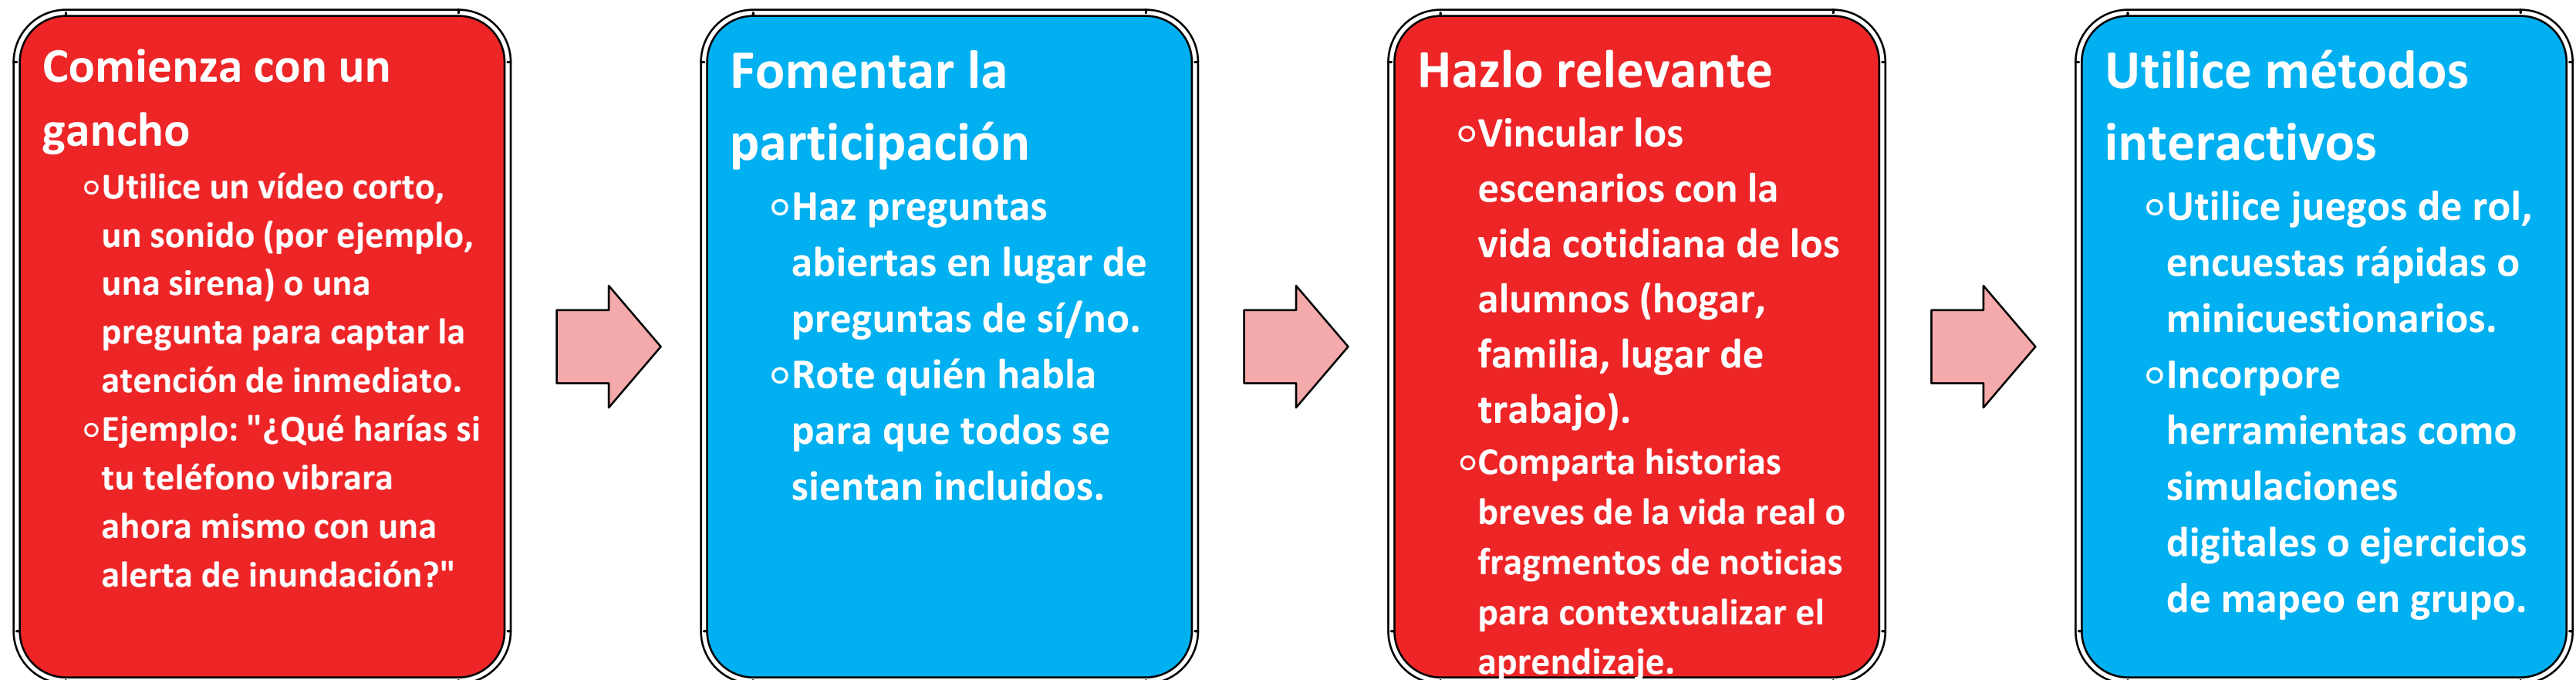 Comienza con un
gancho
○Utilice un vídeo corto,
un sonido (por ejemplo,
una sirena) o una
pregunta para captar la
atención de inmediato.
○Ejemplo: "¿Qué harías si
tu teléfono vibrara
ahora mismo con una
alerta de inundación?"
Fomentar la
participación
○Haz preguntas
abiertas en lugar de
preguntas de sí/no.
○Rote quién habla
para que todos se
sientan incluidos.
Hazlo relevante
○Vincular los
escenarios con la
vida cotidiana de los
alumnos (hogar,
familia, lugar de
trabajo).
○Comparta historias
breves de la vida real o
fragmentos de noticias
para contextualizar el
aprendizaje.
Utilice métodos
interactivos
○Utilice juegos de rol,
encuestas rápidas o
minicuestionarios.
○Incorpore
herramientas como
simulaciones
digitales o ejercicios
de mapeo en grupo.